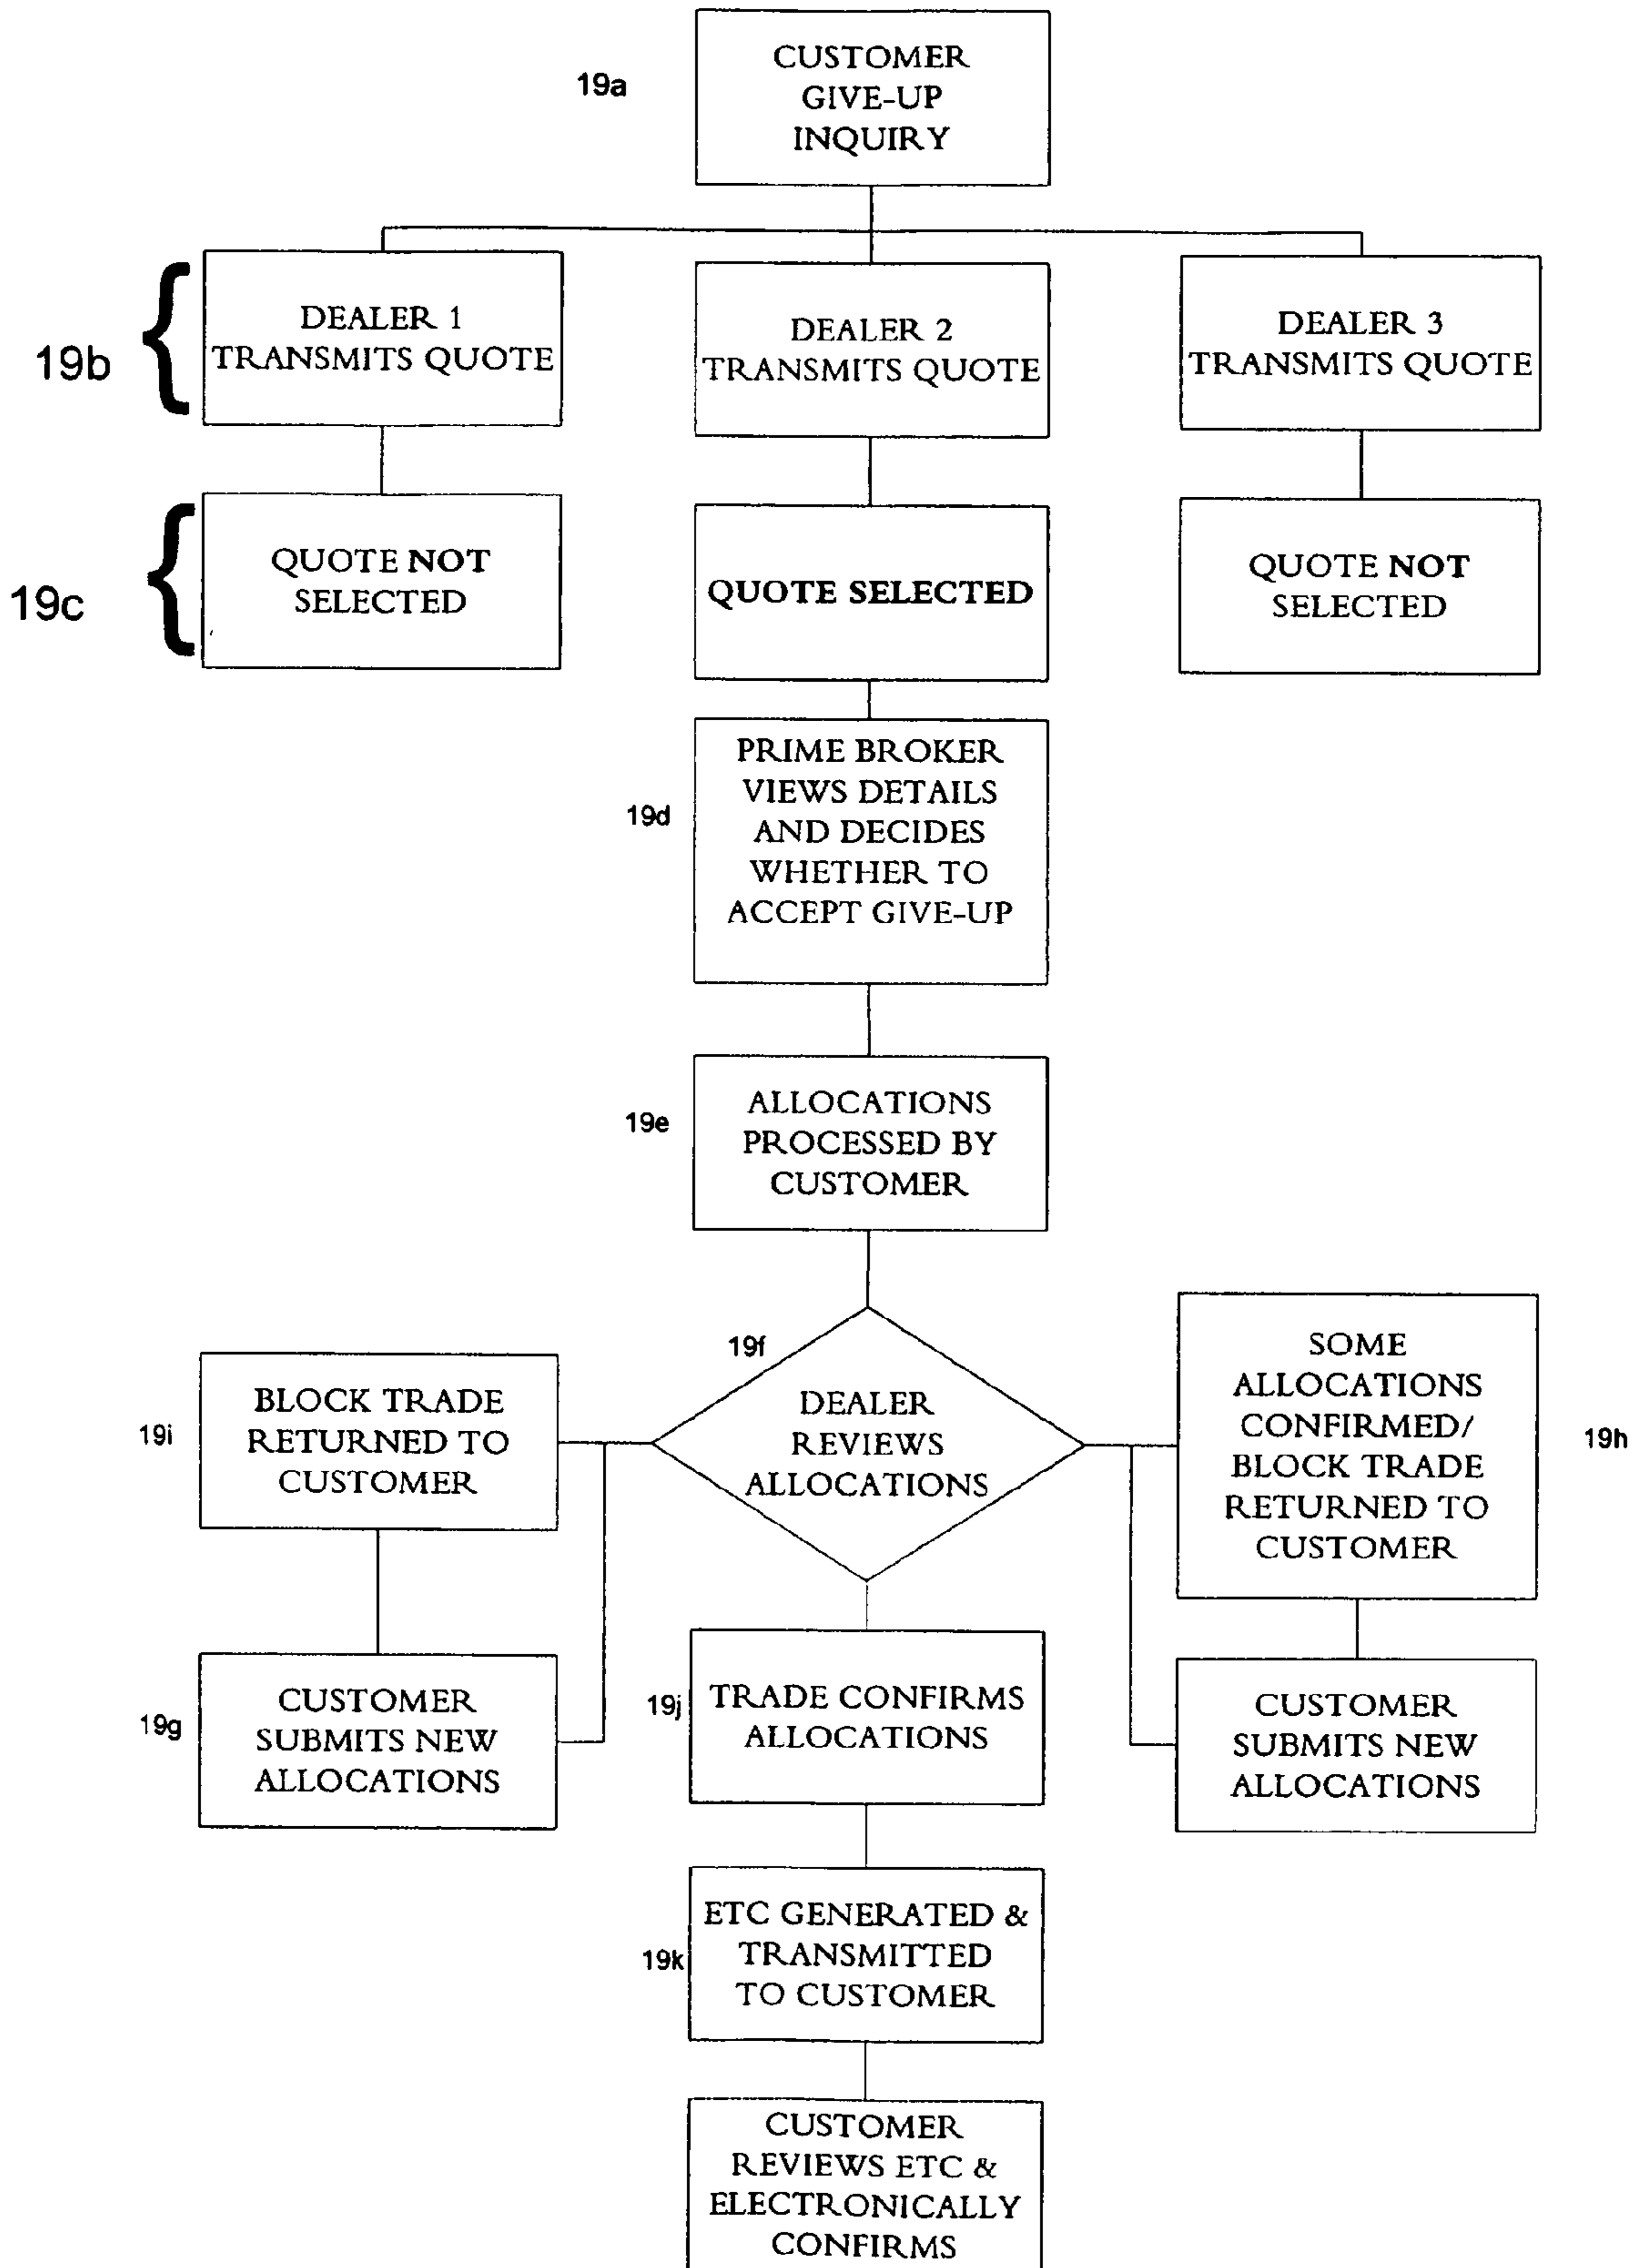 19a
CUSTOMER
GIVE-UP
INQUIRY
19b
DEALER 1
TRANSMITS QUOTE
DEALER 2
TRANSMITS QUOTE
DEALER 3
TRANSMITS QUOTE
19c
QUOTE NOT
SELECTED
QUOTE SELECTED
QUOTE NOT
SELECTED
19d
PRIME BROKER
VIEWS DETAILS
AND DECIDES
WHETHER TO
ACCEPT GIVE-UP
19e
ALLOCATIONS
PROCESSED BY
CUSTOMER
19f
DEALER
REVIEWS
ALLOCATIONS
19i
BLOCK TRADE
RETURNED TO
CUSTOMER
SOME
ALLOCATIONS
CONFIRMED/
BLOCK TRADE
RETURNED TO
CUSTOMER
19h
19g
CUSTOMER
SUBMITS NEW
ALLOCATIONS
19j
TRADE CONFIRMS
ALLOCATIONS
CUSTOMER
SUBMITS NEW
ALLOCATIONS
19k
ETC GENERATED &
TRANSMITTED
TO CUSTOMER
CUSTOMER
REVIEWS ETC &
ELECTRONICALLY
CONFIRMS